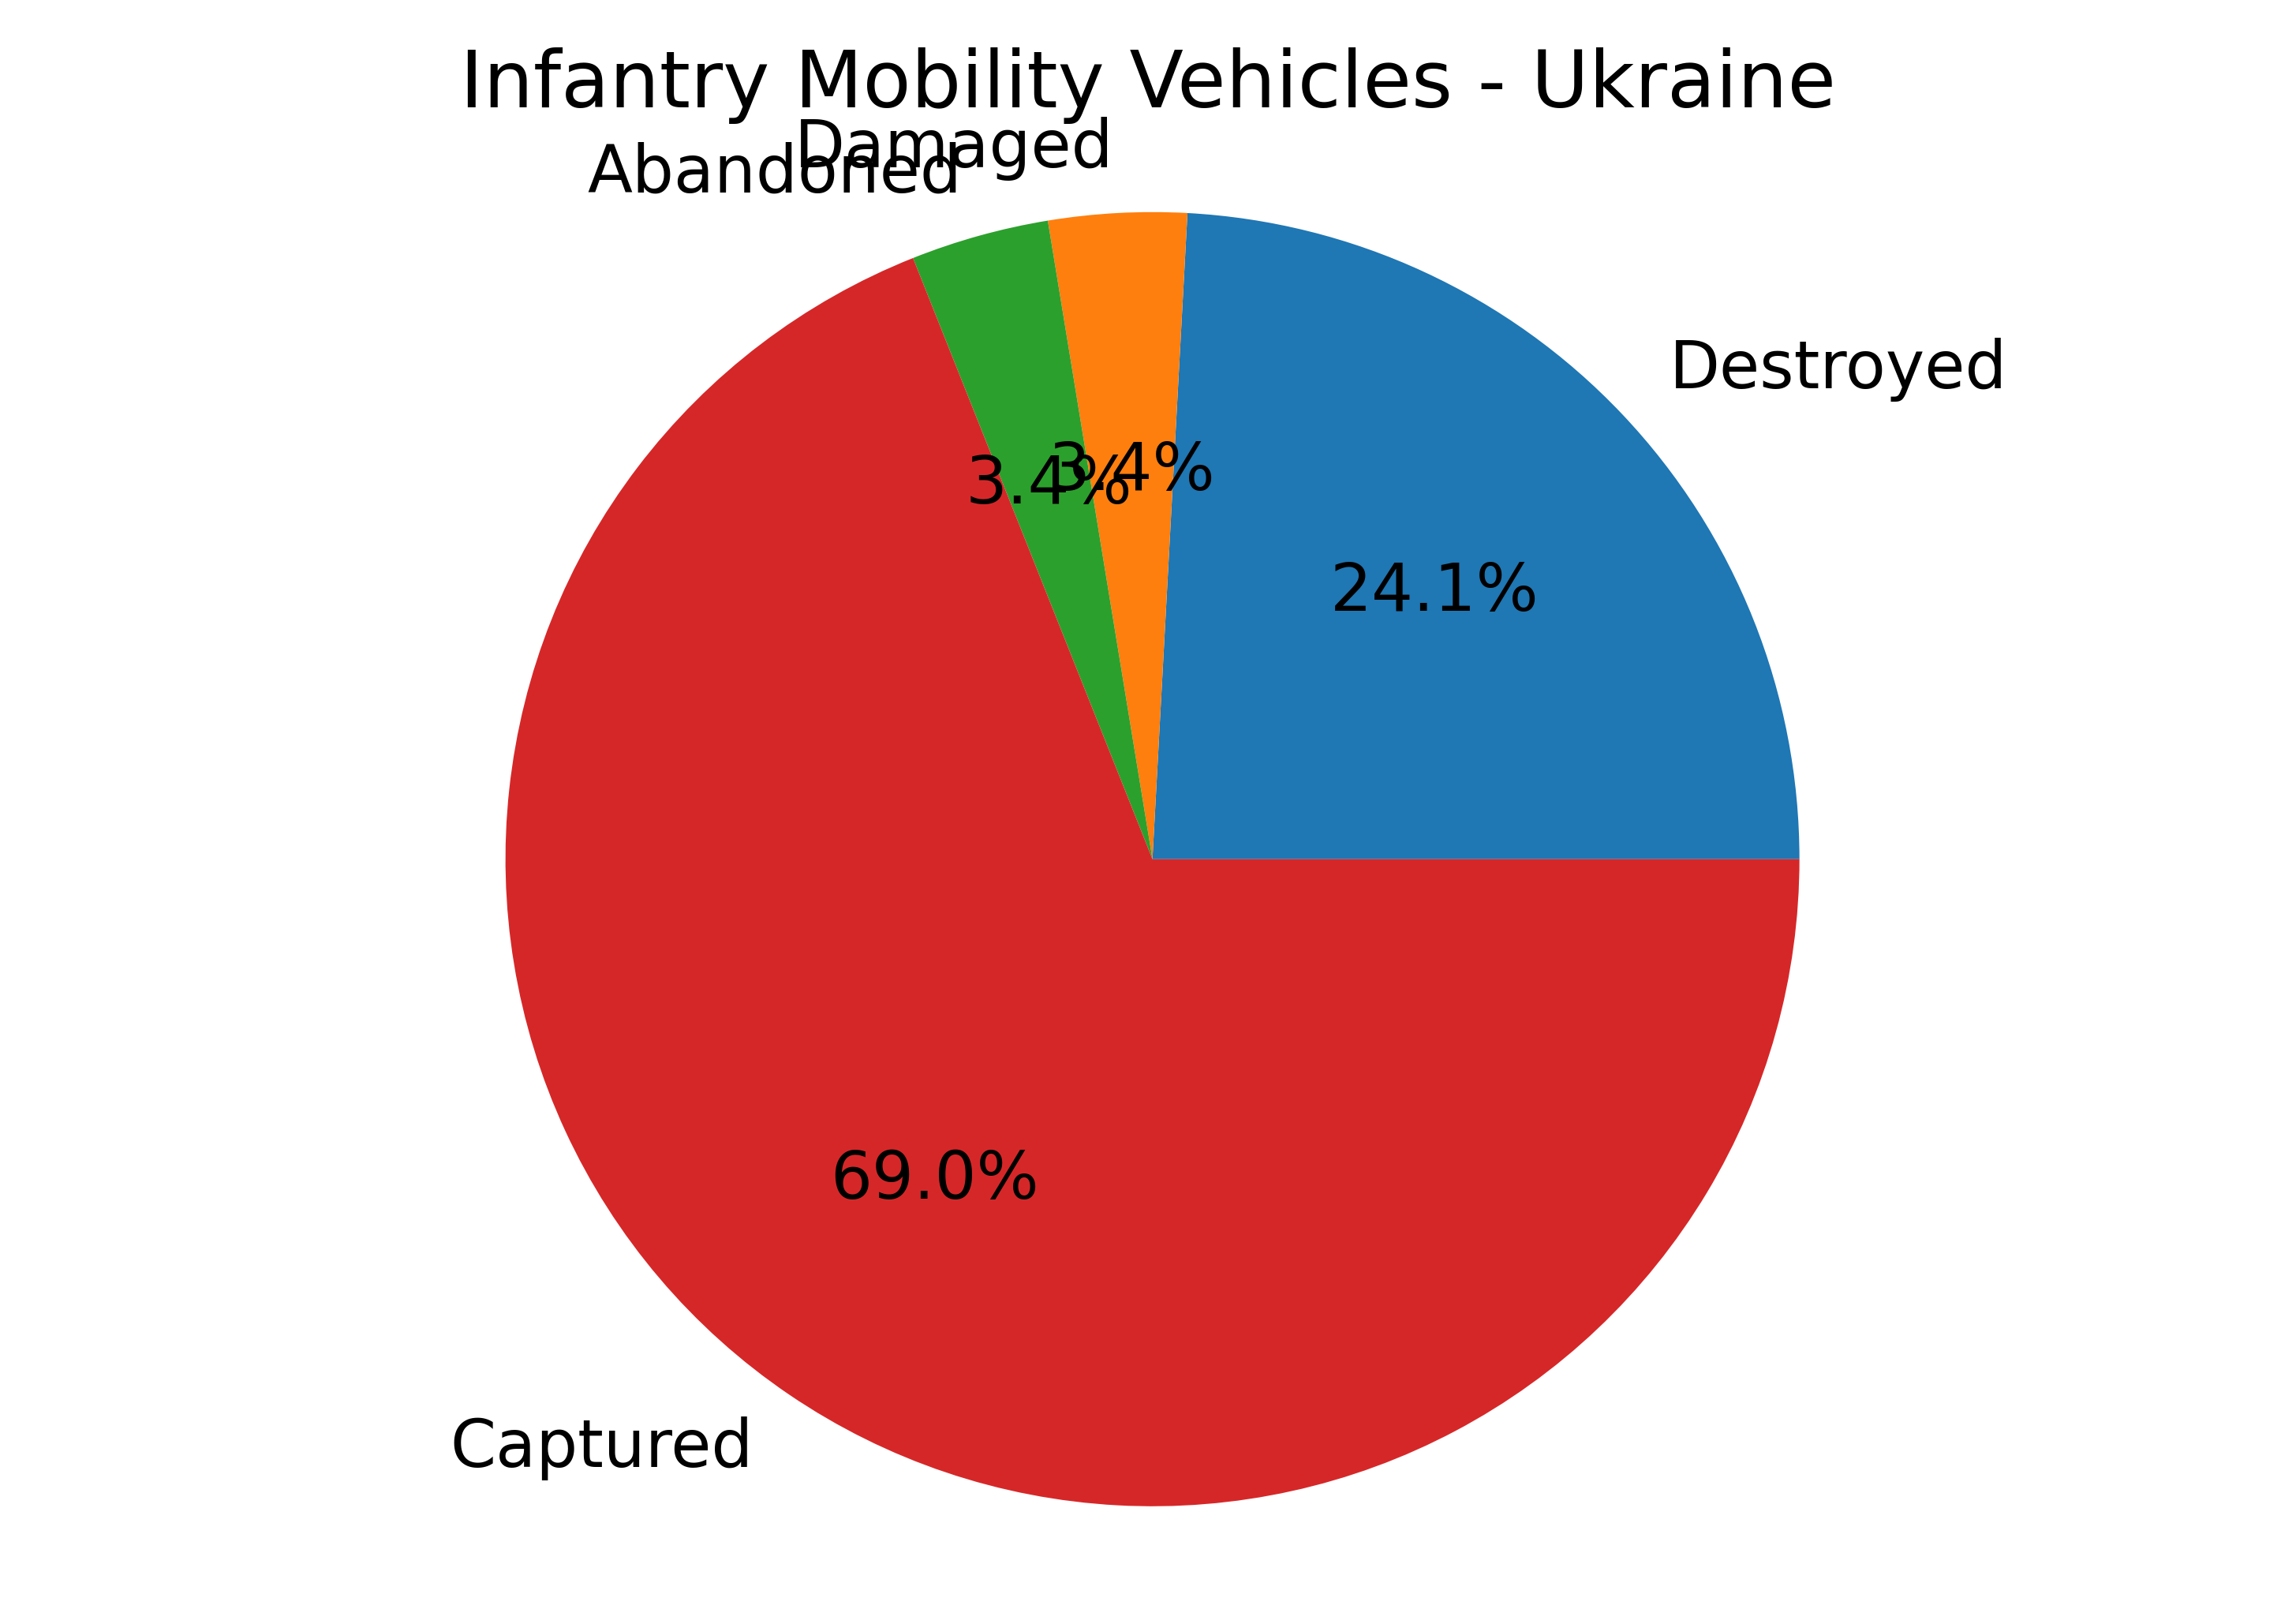 Infantry Mobility Vehicles - Ukraine
Damaged
Abandoned
Destroyed
3.4%
3.4%
24.1%
69.0%
Captured